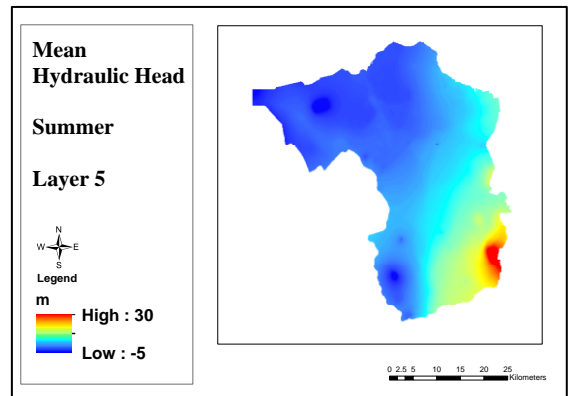 Mean
Hydraulic Head
Summer
Layer 5
N
W E
S
Legend
m
High : 30
Low : -5
0 2.5 5 10 15 20 25
Kilometers